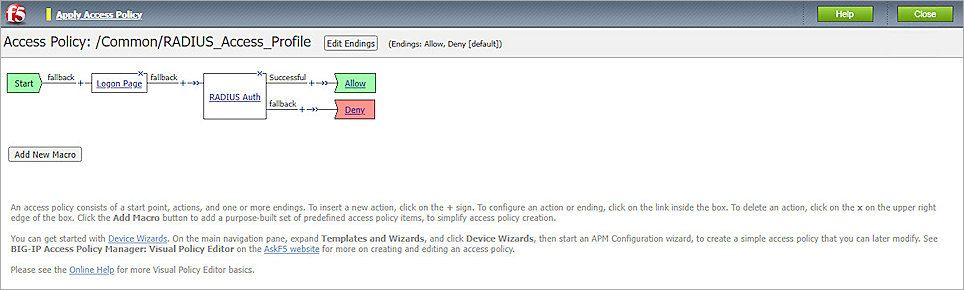 f5 Apply Access Policy Help Close
Access Policy: /Common/RADIUS_Access_Profile Edit Endings (Endings: Allow, Deny [default])
Start fallback + Logon Page x fallback + RADIUS Auth x Successful + Allow
fallback + Deny
Add New Macro
An access policy consists of a start point, actions, and one or more endings. To insert a new action, click on the + sign. To configure an action or ending, click on the link inside the box. To delete an action, click on the x on the upper right
edge of the box. Click the Add Macro button to add a purpose-built set of predefined access policy items, to simplify access policy creation.
You can get started with Device Wizards. On the main navigation pane, expand Templates and Wizards, and click Device Wizards, then start an APM Configuration wizard, to create a simple access policy that you can later modify. See
BIG-IP Access Policy Manager: Visual Policy Editor on the AskF5 website for more on creating and editing an access policy.
Please see the Online Help for more Visual Policy Editor basics.